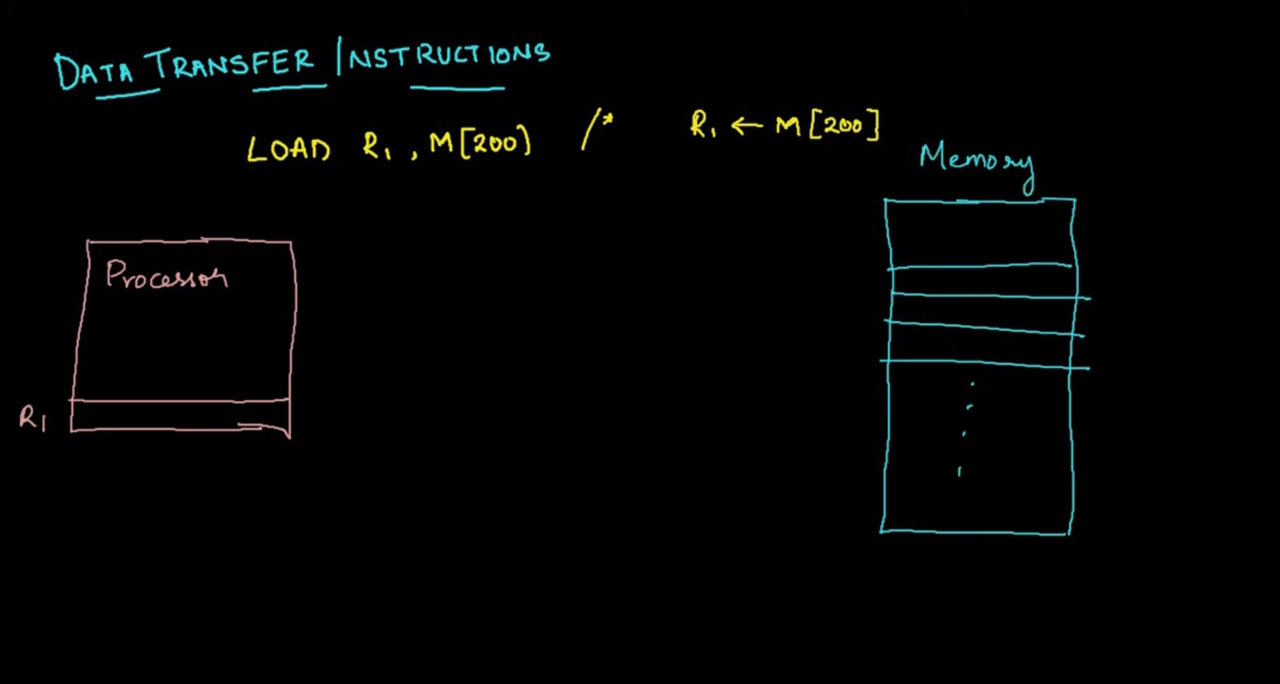 DATA TRANSFER INSTRUCTIONS
LOAD R1, M[200] /* R1 ← M[200]
Memory
Processor
R1